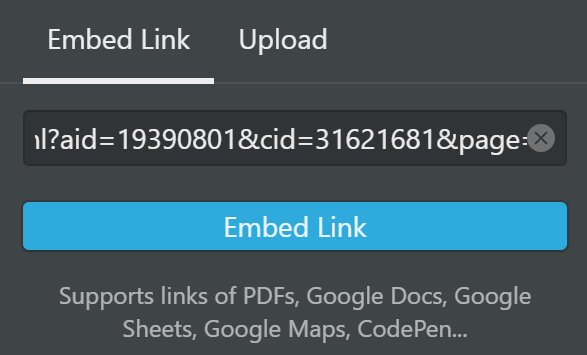 Embed Link Upload
nl?aid=19390801&cid=31621681&page=
Embed Link
Supports links of PDFs, Google Docs, Google
Sheets, Google Maps, CodePen...